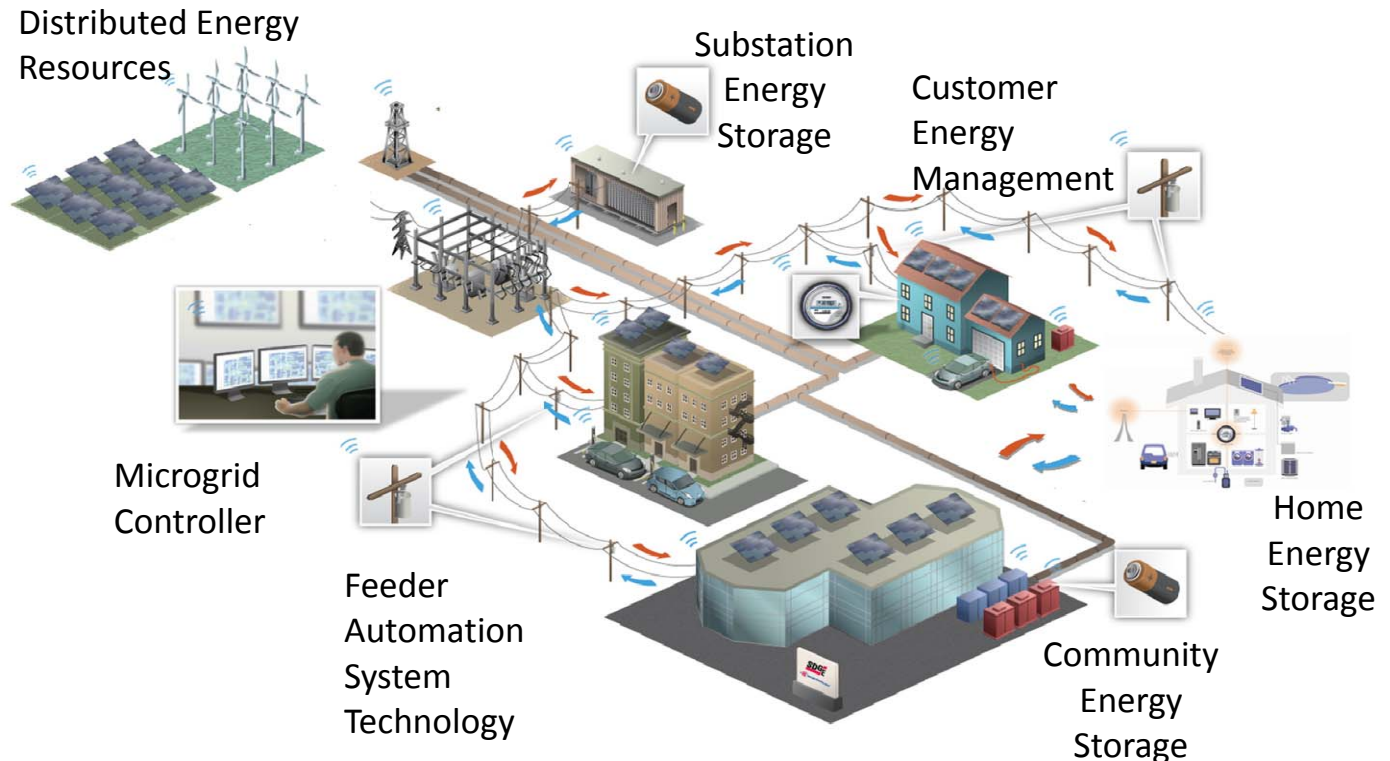 Distributed Energy
Resources
Substation
Energy
Storage
Customer
Energy
Management
Microgrid
Controller
Feeder
Automation
System
Technology
Home
Energy
Storage
Community
Energy
Storage
SDGE